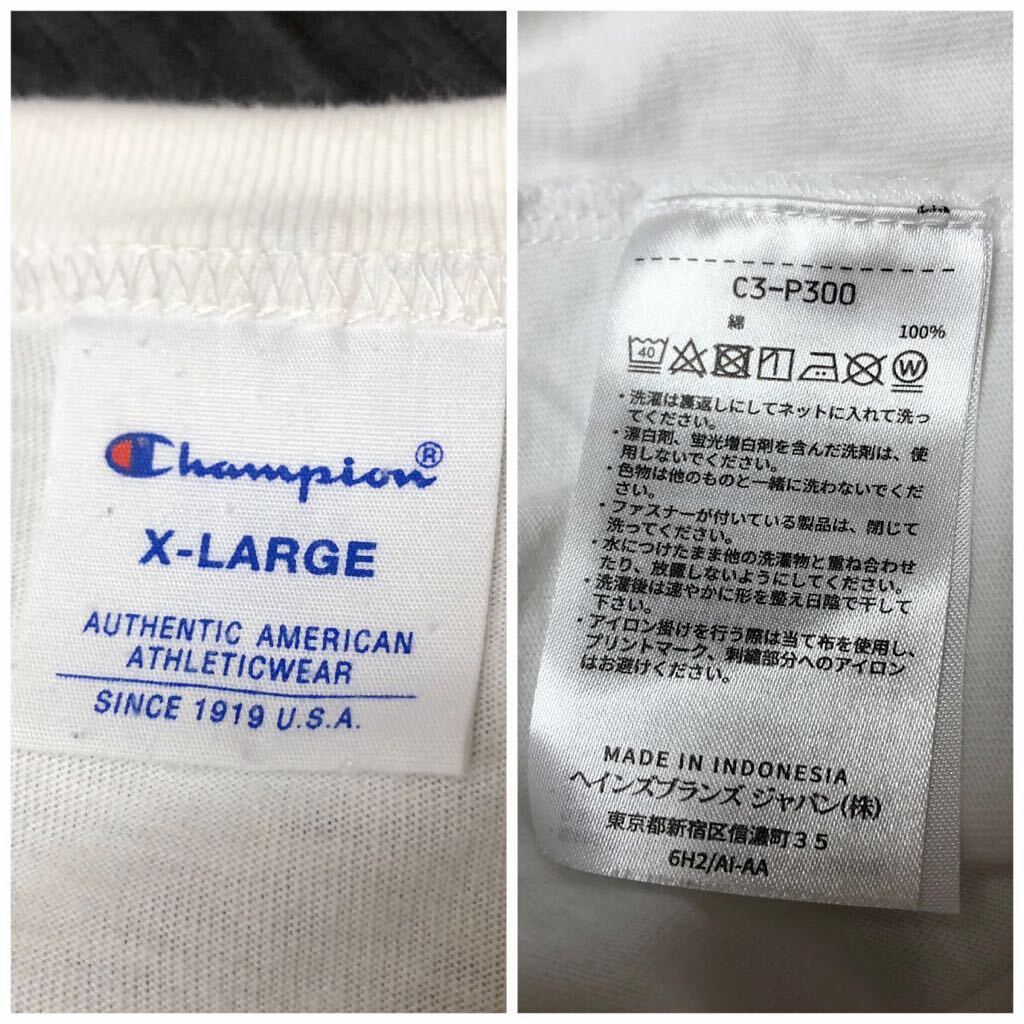 Champion®
X-LARGE
AUTHENTIC AMERICAN
ATHLETICWEAR
SINCE 1919 U.S.A.
C3-P300
綿 100%
40 W
・洗濯は裏返しにしてネットに入れて洗っ
てください。
・漂白剤、蛍光増白剤を含んだ洗剤は、使
用しないでください。
・色物は他のものと一緒に洗わないでくだ
さい。
・ファスナーが付いている製品は、閉じて
洗ってください。
・水につけたまま他の洗濯物と重ね合わせ
たり、放置しないようにしてください。
・洗濯後は速やかに形を整え日陰で干して
下さい。
・アイロン掛けを行う際は当て布を使用し、
プリントマーク、刺繍部分へのアイロン
はお避けください。
MADE IN INDONESIA
ヘインズブランズ ジャパン(株)
東京都新宿区信濃町35
6H2/AI-AA